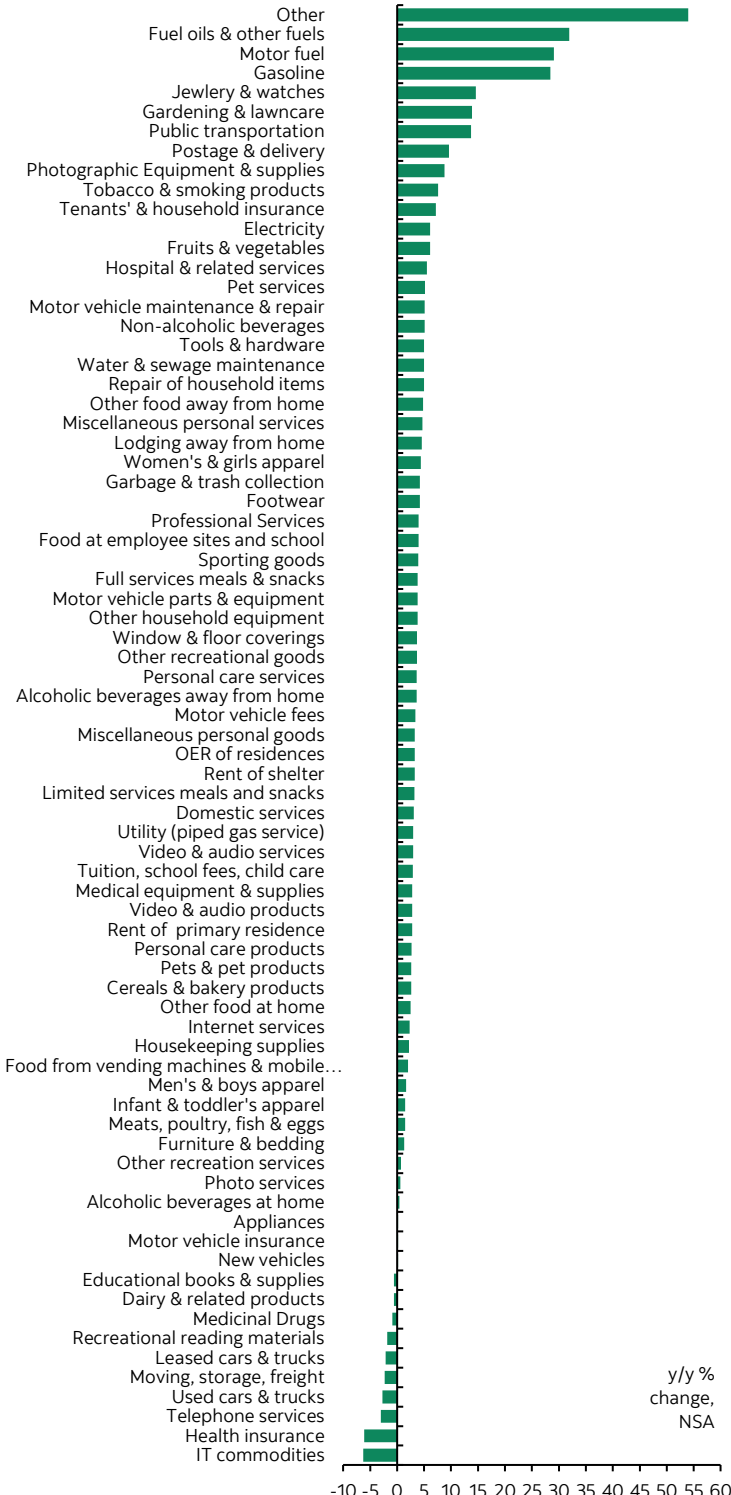 Other
Fuel oils & other fuels
Motor fuel
Gasoline
Jewlery & watches
Gardening & lawncare
Public transportation
Postage & delivery
Photographic Equipment & supplies
Tobacco & smoking products
Tenants' & household insurance
Electricity
Fruits & vegetables
Hospital & related services
Pet services
Motor vehicle maintenance & repair
Non-alcoholic beverages
Tools & hardware
Water & sewage maintenance
Repair of household items
Other food away from home
Miscellaneous personal services
Lodging away from home
Women's & girls apparel
Garbage & trash collection
Footwear
Professional Services
Food at employee sites and school
Sporting goods
Full services meals & snacks
Motor vehicle parts & equipment
Other household equipment
Window & floor coverings
Other recreational goods
Personal care services
Alcoholic beverages away from home
Motor vehicle fees
Miscellaneous personal goods
OER of residences
Rent of shelter
Limited services meals and snacks
Domestic services
Utility (piped gas service)
Video & audio services
Tuition, school fees, child care
Medical equipment & supplies
Video & audio products
Rent of  primary residence
Personal care products
Pets & pet products
Cereals & bakery products
Other food at home
Internet services
Housekeeping supplies
Food from vending machines & mobile…
Men's & boys apparel
Infant & toddler's apparel
Meats, poultry, fish & eggs
Furniture & bedding
Other recreation services
Photo services
Alcoholic beverages at home
Appliances
Motor vehicle insurance
New vehicles
Educational books & supplies
Dairy & related products
Medicinal Drugs
Recreational reading materials
Leased cars & trucks
Moving, storage, freight
Used cars & trucks
Telephone services
Health insurance
IT commodities
y/y %
change,
NSA
-10 -5 0 5 10 15 20 25 30 35 40 45 50 55 60